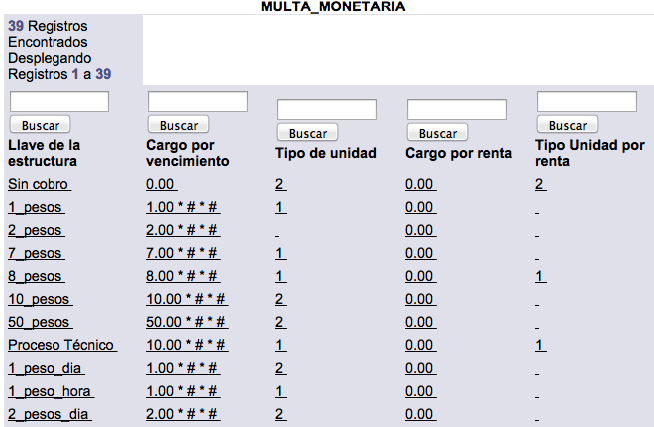 MULTA_MONETARIA
39 Registros
Encontrados
Desplegando
Registros 1 a 39
Buscar Buscar Buscar Buscar Buscar
Llave de la estructura Cargo por vencimiento Tipo de unidad Cargo por renta Tipo Unidad por renta
Sin cobro 0.00 2 0.00 2
1_pesos 1.00 * # * # 1 0.00 _
2_pesos 2.00 * # * # _ 0.00 _
7_pesos 7.00 * # * # 1 0.00 _
8_pesos 8.00 * # * # 1 0.00 1
10_pesos 10.00 * # * # 2 0.00 _
50_pesos 50.00 * # * # 2 0.00 _
Proceso Técnico 10.00 * # * # 1 0.00 1
1_peso_dia 1.00 * # * # 2 0.00 _
1_peso_hora 1.00 * # * # 1 0.00 _
2_pesos_dia 2.00 * # * # 2 0.00 _